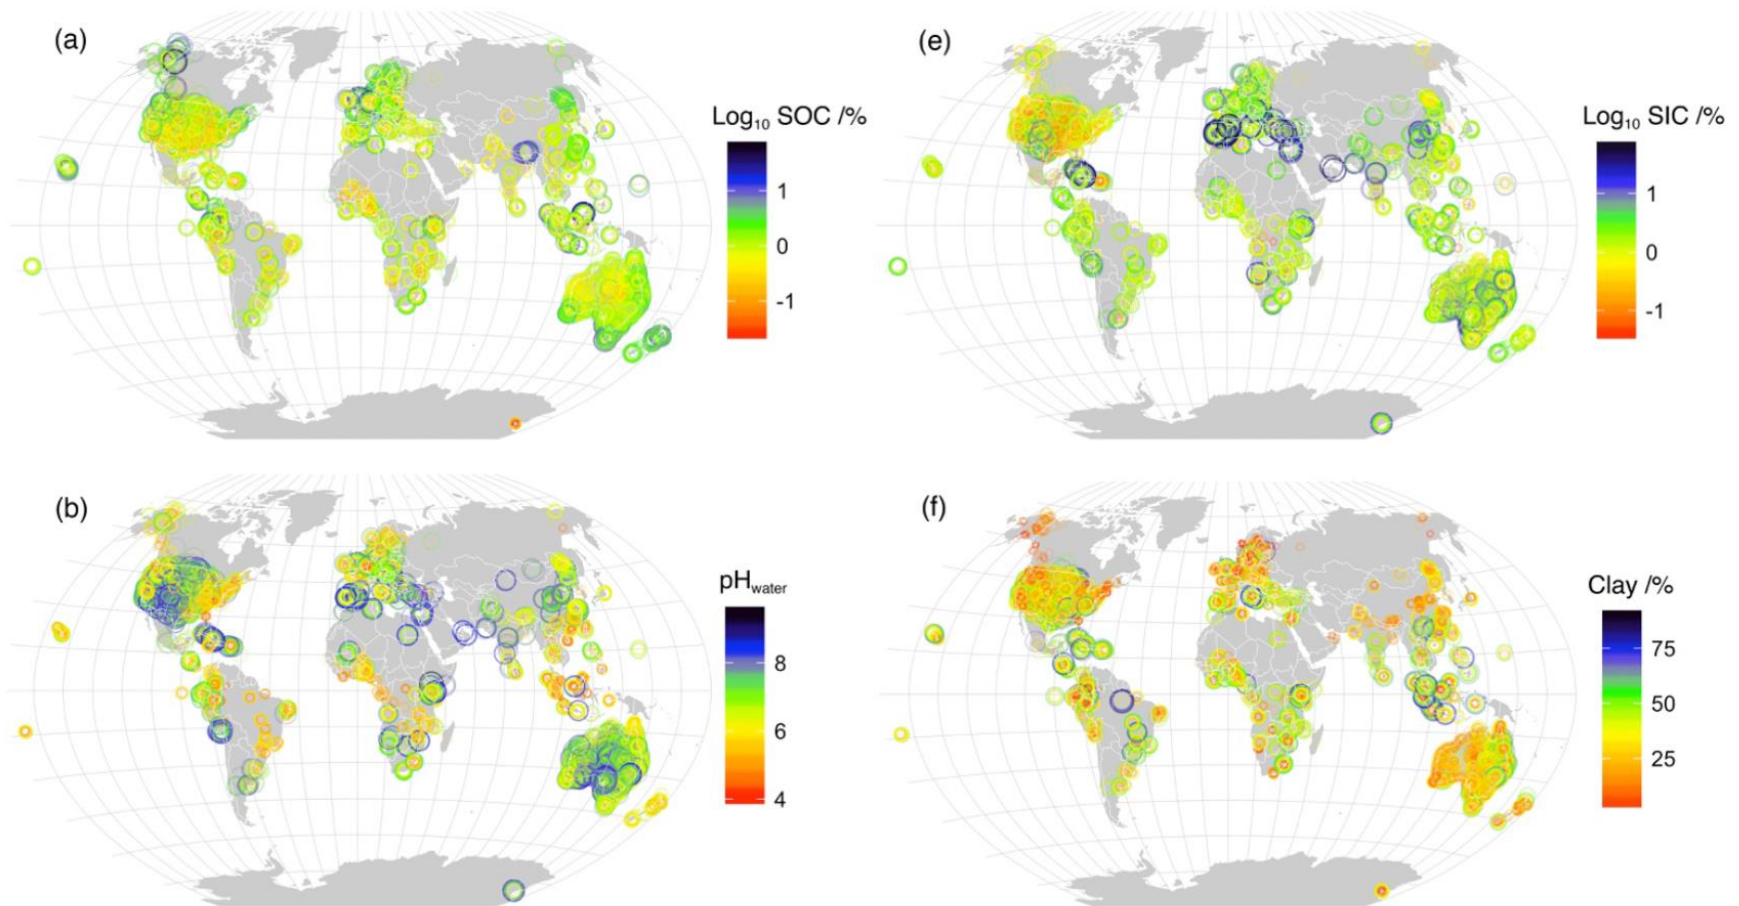 (a)
Log₁₀ SOC /%
1
0
-1
(e)
Log₁₀ SIC /%
1
0
-1
(b)
pHwater
8
6
4
(f)
Clay /%
75
50
25